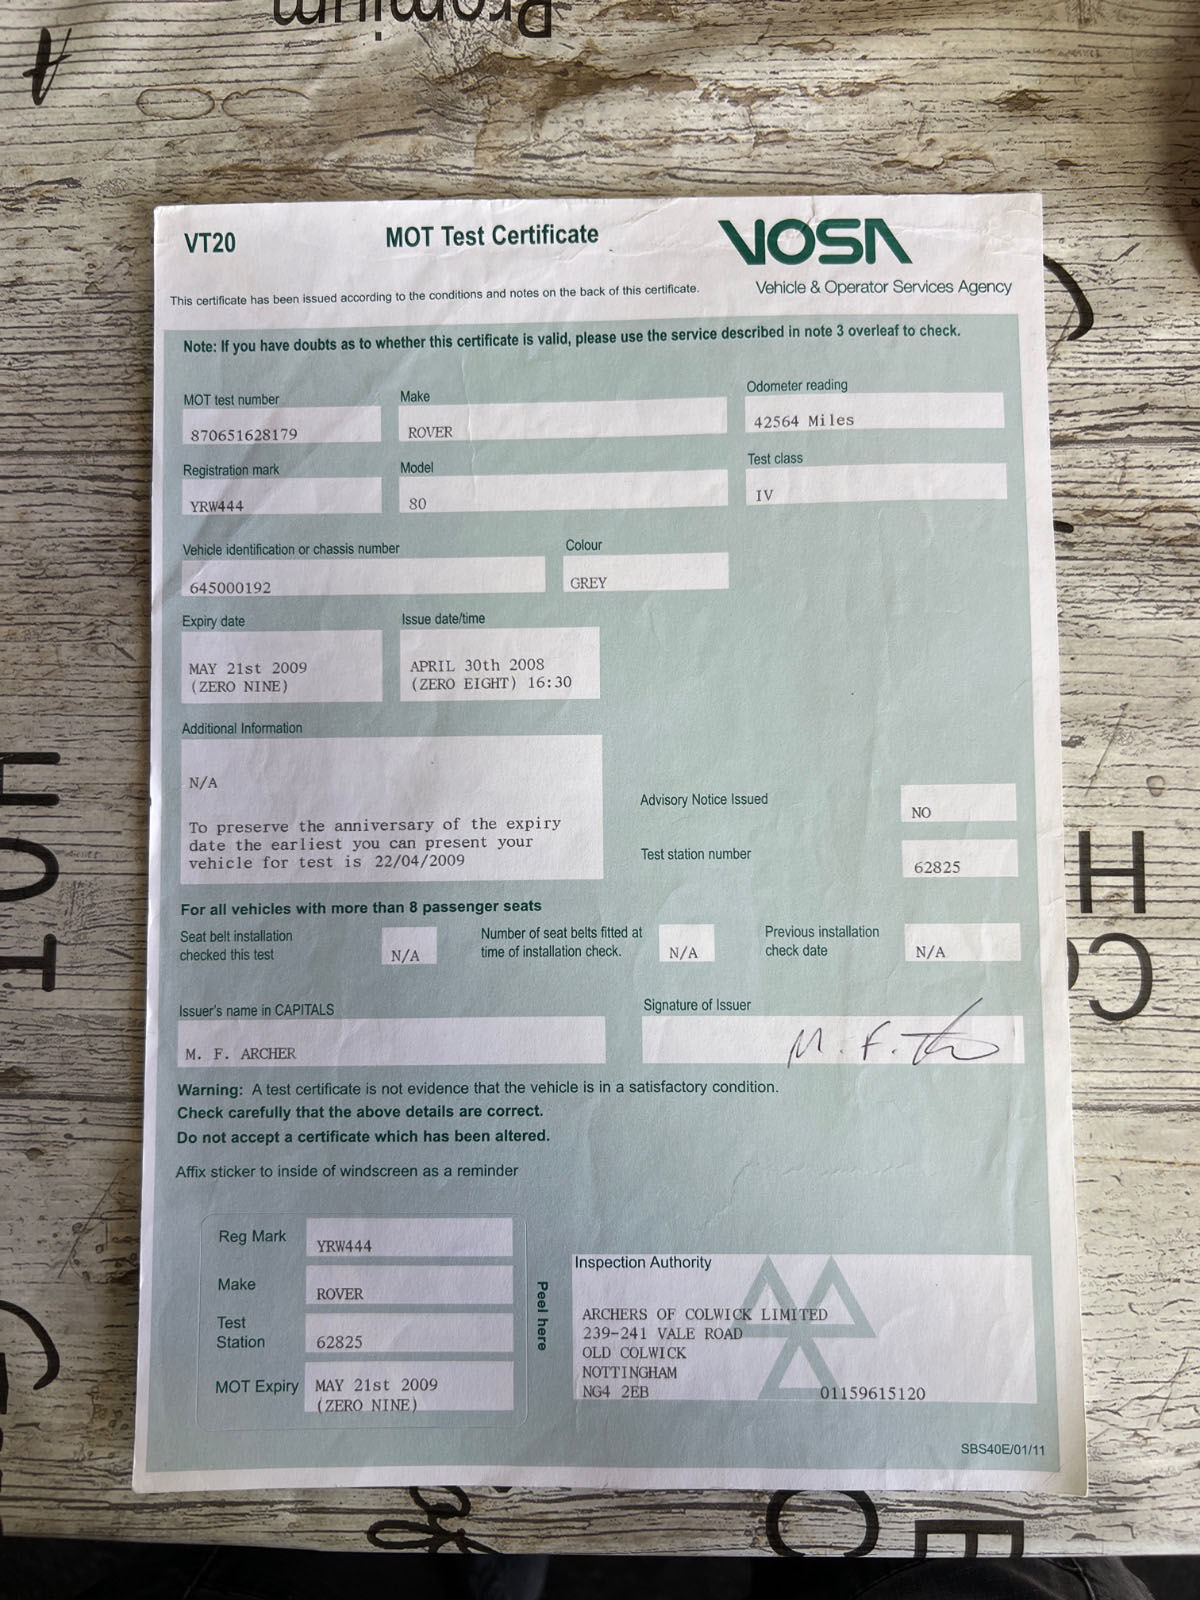 Premium
VT20
MOT Test Certificate
VOSA
Vehicle & Operator Services Agency
This certificate has been issued according to the conditions and notes on the back of this certificate.
Note: If you have doubts as to whether this certificate is valid, please use the service described in note 3 overleaf to check.
MOT test number
870651628179
Make
ROVER
Odometer reading
42564 Miles
Registration mark
YRW444
Model
80
Test class
IV
Vehicle identification or chassis number
645000192
Colour
GREY
Expiry date
MAY 21st 2009
(ZERO NINE)
Issue date/time
APRIL 30th 2008
(ZERO EIGHT) 16:30
Additional Information
N/A
To preserve the anniversary of the expiry
date the earliest you can present your
vehicle for test is 22/04/2009
Advisory Notice Issued
NO
Test station number
62825
For all vehicles with more than 8 passenger seats
Seat belt installation
checked this test
N/A
Number of seat belts fitted at
time of installation check.
N/A
Previous installation
check date
N/A
Issuer's name in CAPITALS
M. F. ARCHER
Signature of Issuer
M. F.
Warning: A test certificate is not evidence that the vehicle is in a satisfactory condition.
Check carefully that the above details are correct.
Do not accept a certificate which has been altered.
Affix sticker to inside of windscreen as a reminder
Reg Mark
YRW444
Make
ROVER
Test
Station
62825
MOT Expiry
MAY 21st 2009
(ZERO NINE)
Peel here
Inspection Authority
ARCHERS OF COLWICK LIMITED
239-241 VALE ROAD
OLD COLWICK
NOTTINGHAM
NG4 2EB
01159615120
SBS40E/01/11
HOT